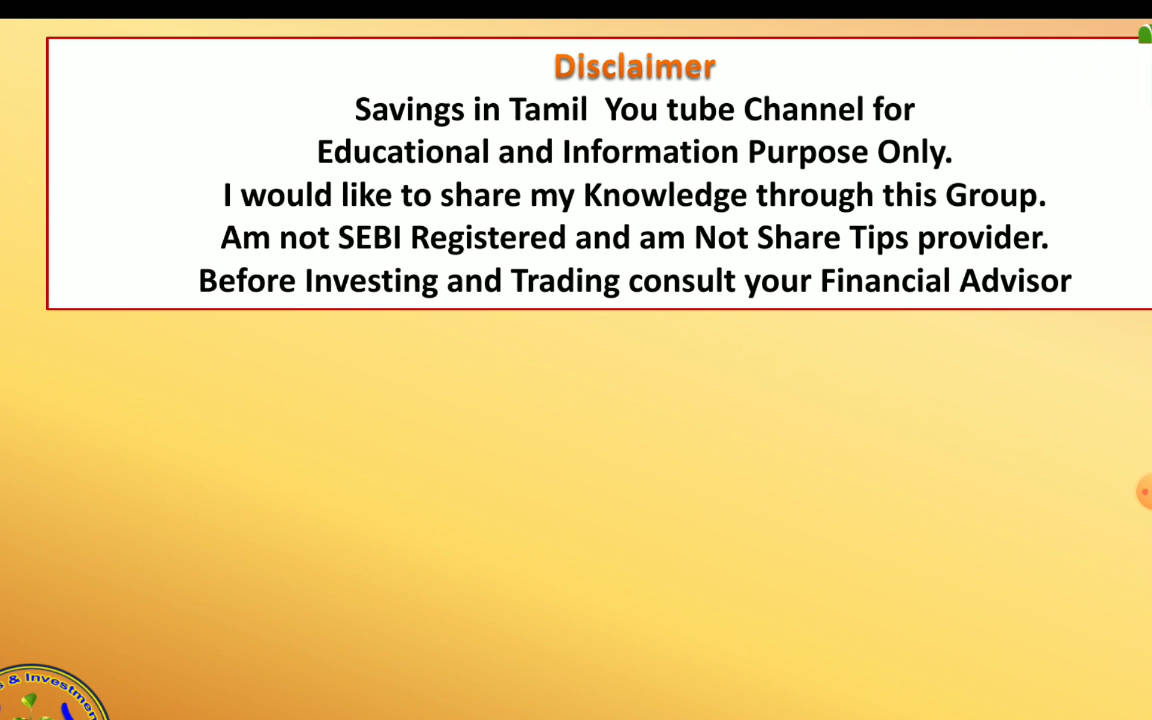 Disclaimer
Savings in Tamil  You tube Channel for
Educational and Information Purpose Only.
I would like to share my Knowledge through this Group.
Am not SEBI Registered and am Not Share Tips provider.
Before Investing and Trading consult your Financial Advisor
& Investmen